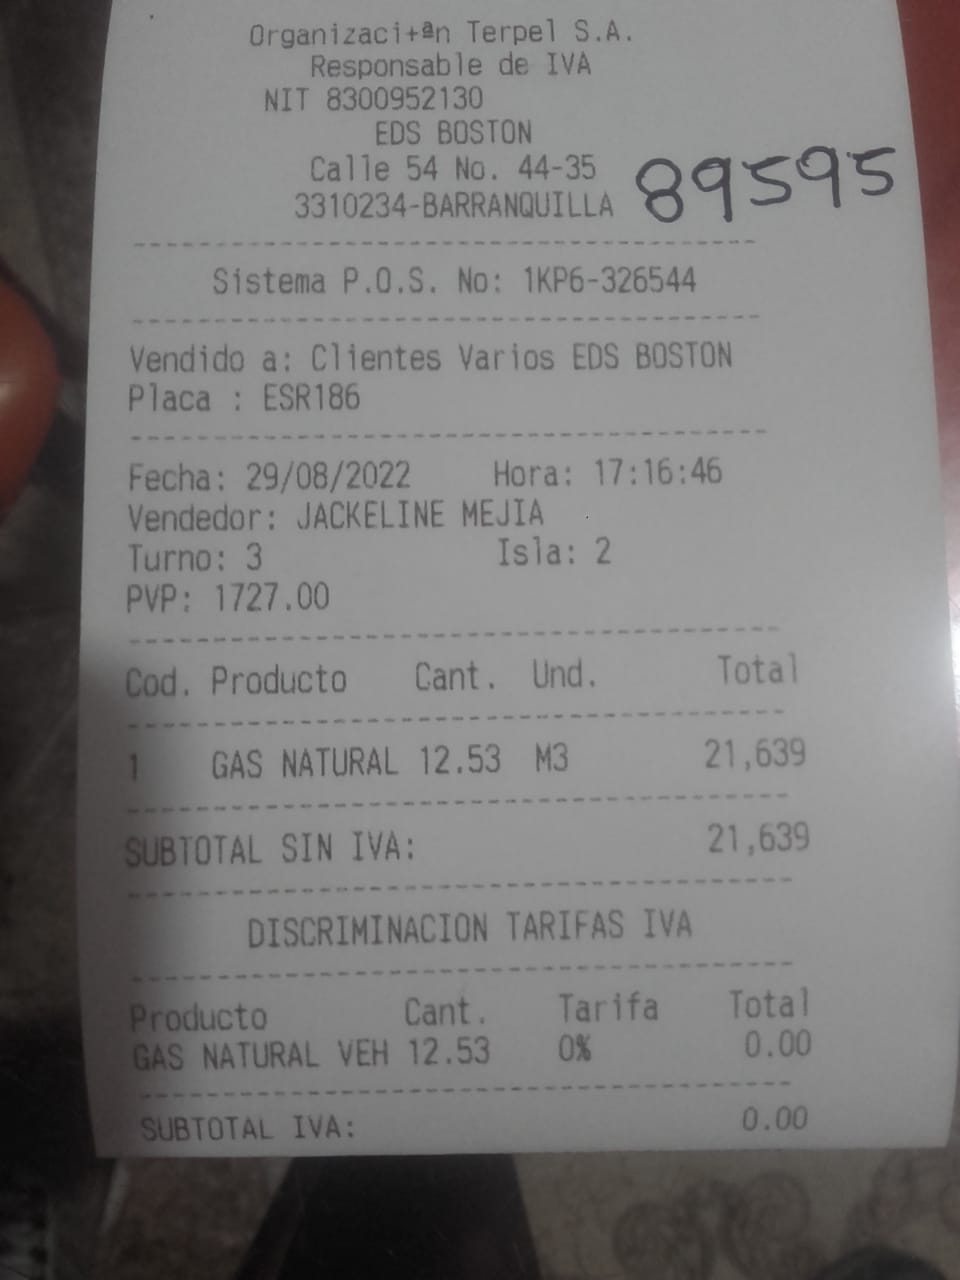 Organizaci+ªn Terpel S.A.
Responsable de IVA
NIT 8300952130
EDS BOSTON
Calle 54 No. 44-35
3310234-BARRANQUILLA
89595
Sistema P.O.S. No: 1KP6-326544
Vendido a: Clientes Varios EDS BOSTON
Placa : ESR186
Fecha: 29/08/2022 Hora: 17:16:46
Vendedor: JACKELINE MEJIA
Turno: 3 Isla: 2
PVP: 1727.00
Cod. Producto Cant. Und. Total
1 GAS NATURAL 12.53 M3 21,639
SUBTOTAL SIN IVA: 21,639
DISCRIMINACION TARIFAS IVA
Producto Cant. Tarifa Total
GAS NATURAL VEH 12.53 0% 0.00
SUBTOTAL IVA: 0.00